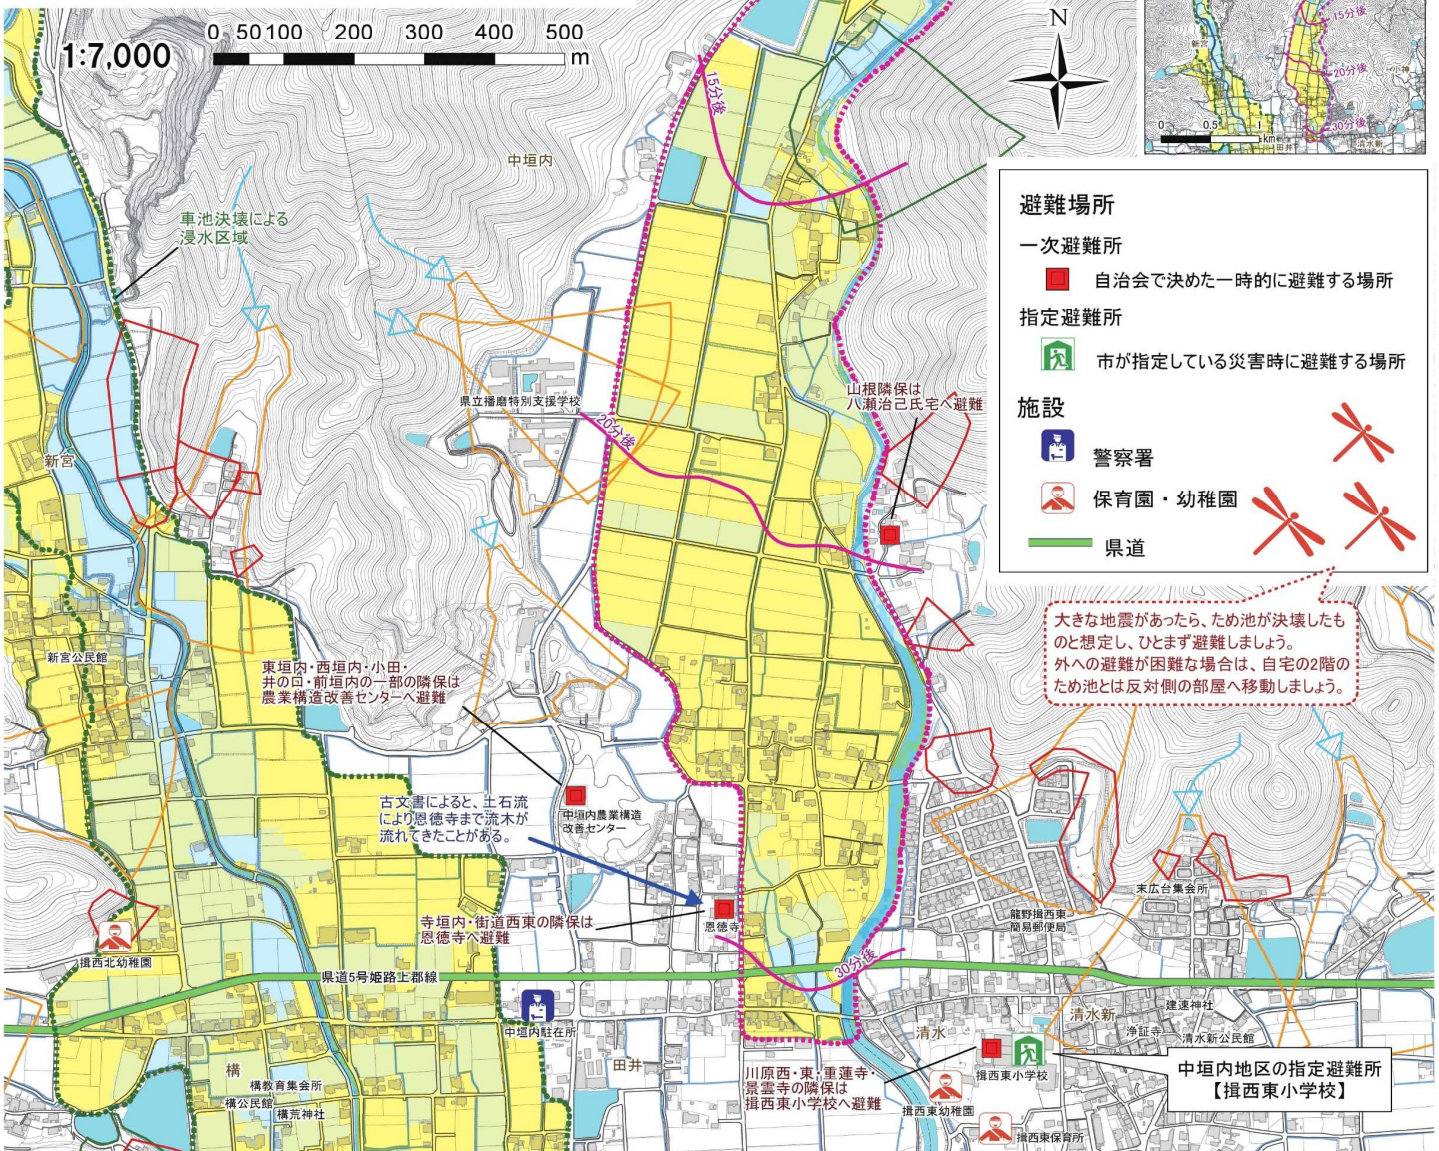 1:7,000
0 50 100 200 300 400 500
m
N
15分後
新宮
20分後
小神
0 0.5 1
km
30分後
田井
清水新
15分後
中垣内
車池決壊による
浸水区域
避難場所
一次避難所
自治会で決めた一時的に避難する場所
指定避難所
市が指定している災害時に避難する場所
施設
警察署
保育園・幼稚園
県道
県立播磨特別支援学校
20分後
山根隣保は
八瀬治己氏宅へ避難
新宮
新宮公民館
東垣内・西垣内・小田・
井の口・前垣内の一部の隣保は
農業構造改善センターへ避難
大きな地震があったら、ため池が決壊したも
のと想定し、ひとまず避難しましょう。
外への避難が困難な場合は、自宅の2階の
ため池とは反対側の部屋へ移動しましょう。
古文書によると、土石流
により恩徳寺まで流木が
流れてきたことがある。
中垣内農業構造
改善センター
末広台集会所
龍野揖西東
簡易郵便局
寺垣内・街道西東の隣保は
恩徳寺へ避難
恩徳寺
揖西北幼稚園
県道5号姫路上郡線
30分後
中垣内駐在所
建速神社
清水新
浄証寺
清水新公民館
清水
田井
構
構教育集会所
構公民館
構荒神社
川原西・東・重蓮寺・
景雲寺の隣保は
揖西東小学校へ避難
揖西東小学校
中垣内地区の指定避難所
【揖西東小学校】
揖西東幼稚園
揖西東保育所